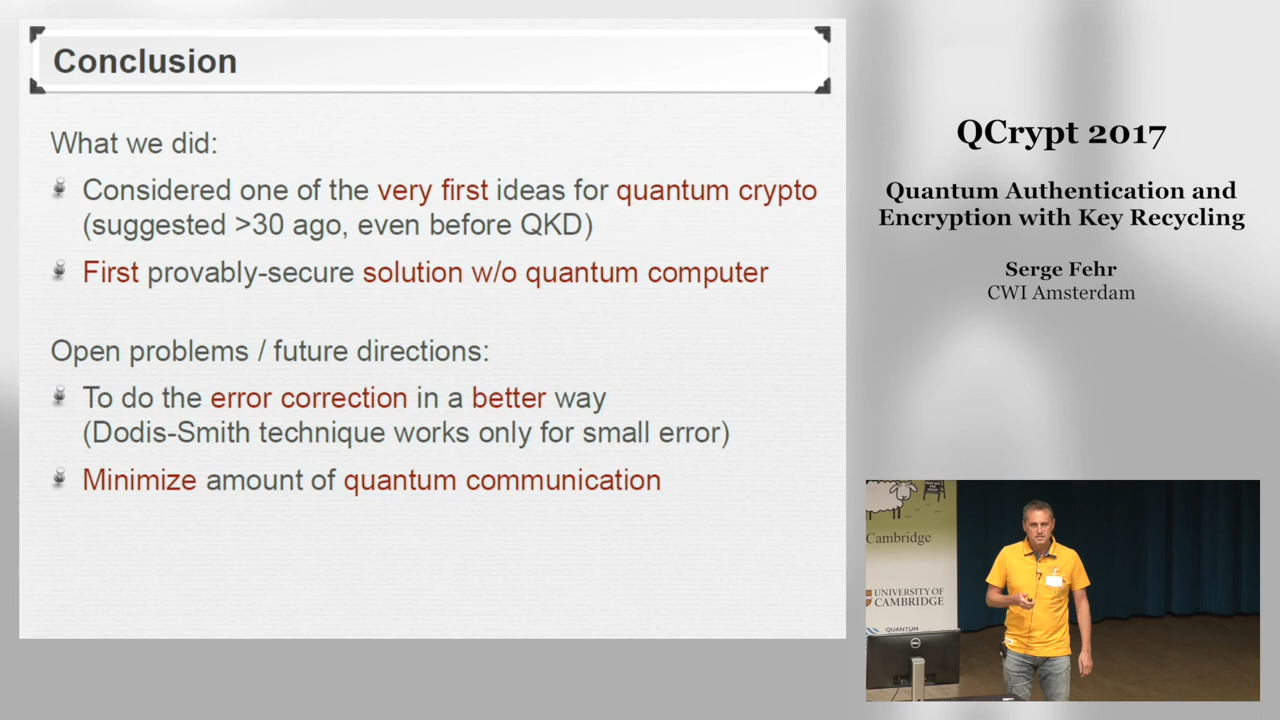 Conclusion
What we did:
Considered one of the very first ideas for quantum crypto
(suggested >30 ago, even before QKD)
First provably-secure solution w/o quantum computer
Open problems / future directions:
To do the error correction in a better way
(Dodis-Smith technique works only for small error)
Minimize amount of quantum communication
QCrypt 2017
Quantum Authentication and
Encryption with Key Recycling
Serge Fehr
CWI Amsterdam
Cambridge
UNIVERSITY OF
CAMBRIDGE
QUANTUM
DELL